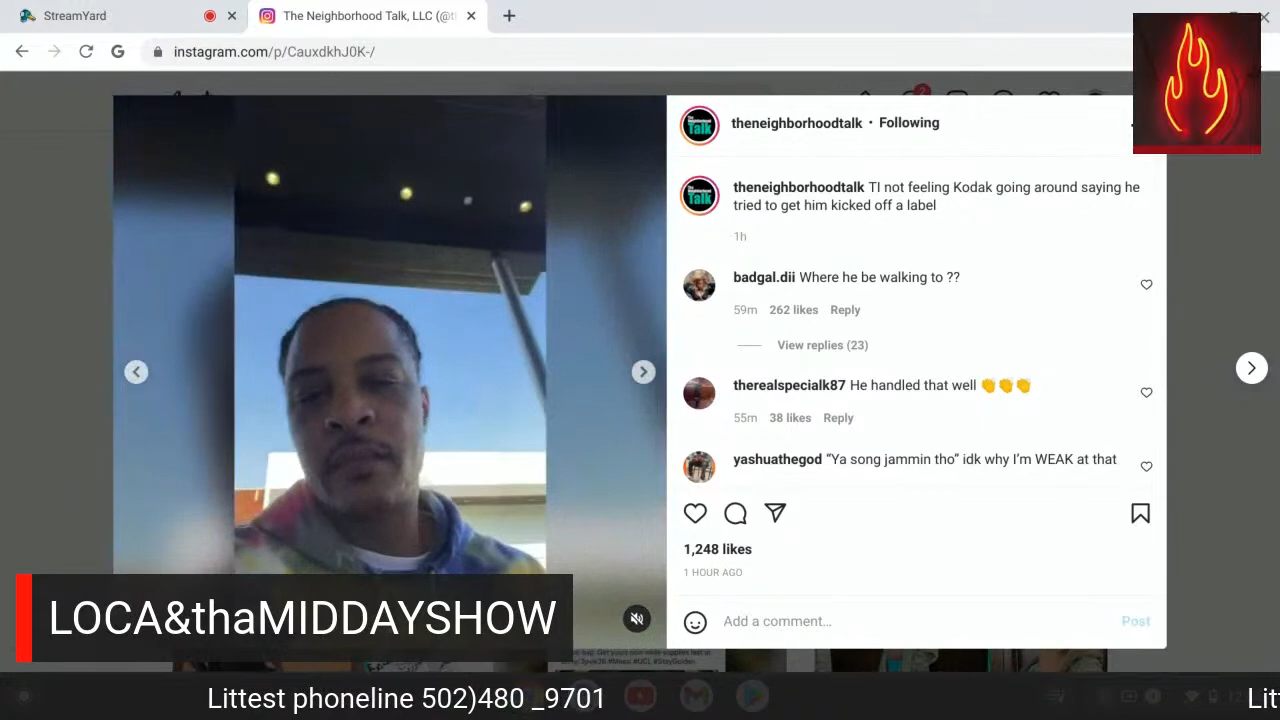 StreamYard
The Neighborhood Talk, LLC (@t
instagram.com/p/CauxdkhJ0K-/
theneighborhoodtalk • Following
theneighborhoodtalk TI not feeling Kodak going around saying he
tried to get him kicked off a label
1h
badgal.dii Where he be walking to ??
59m 262 likes Reply
View replies (23)
therealspecialk87 He handled that well 👏👏👏
55m 38 likes Reply
yashuathegod “Ya song jammin tho” idk why I'm WEAK at that
1,248 likes
1 HOUR AGO
Add a comment...
Post
LOCA&thaMIDDAYSHOW
Littest phoneline 502)480 _9701
Lit